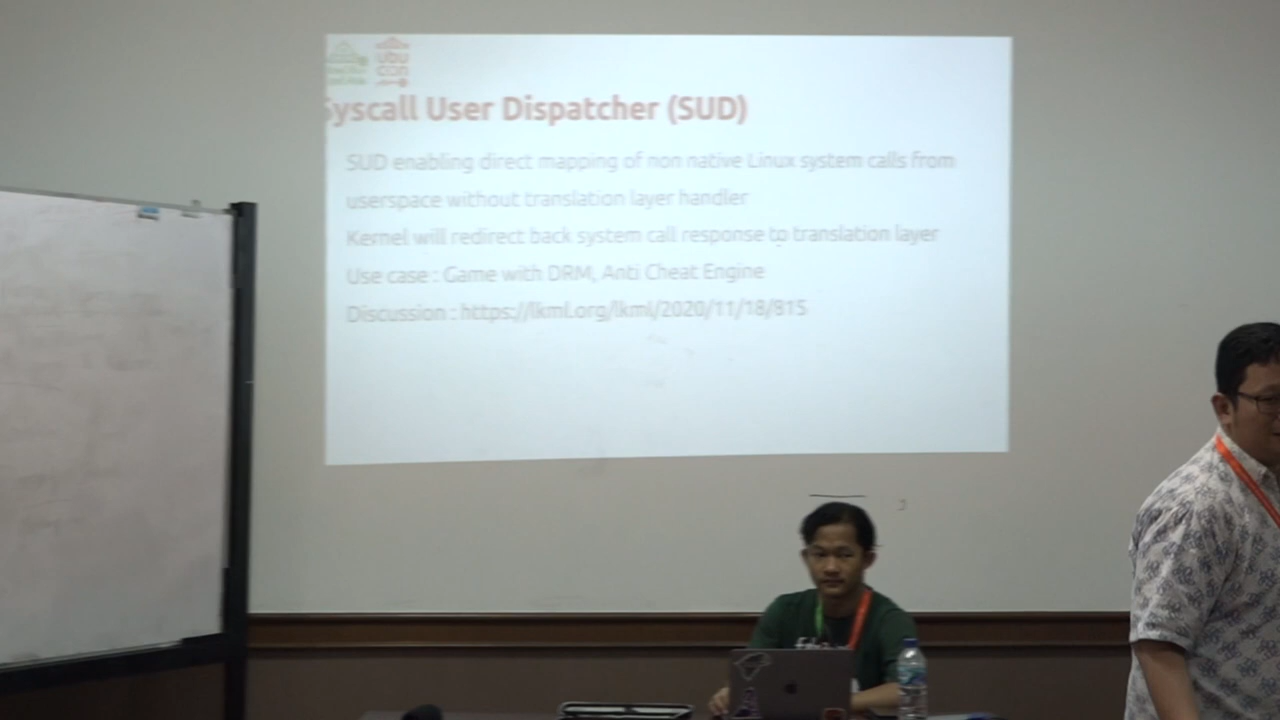 UbU
con
Syscall User Dispatcher (SUD)
SUD enabling direct mapping of non native Linux system calls from
userspace without translation layer handler
Kernel will redirect back system call response to translation layer
Use case : Game with DRM, Anti Cheat Engine
Discussion : https://lkml.org/lkml/2020/11/18/815